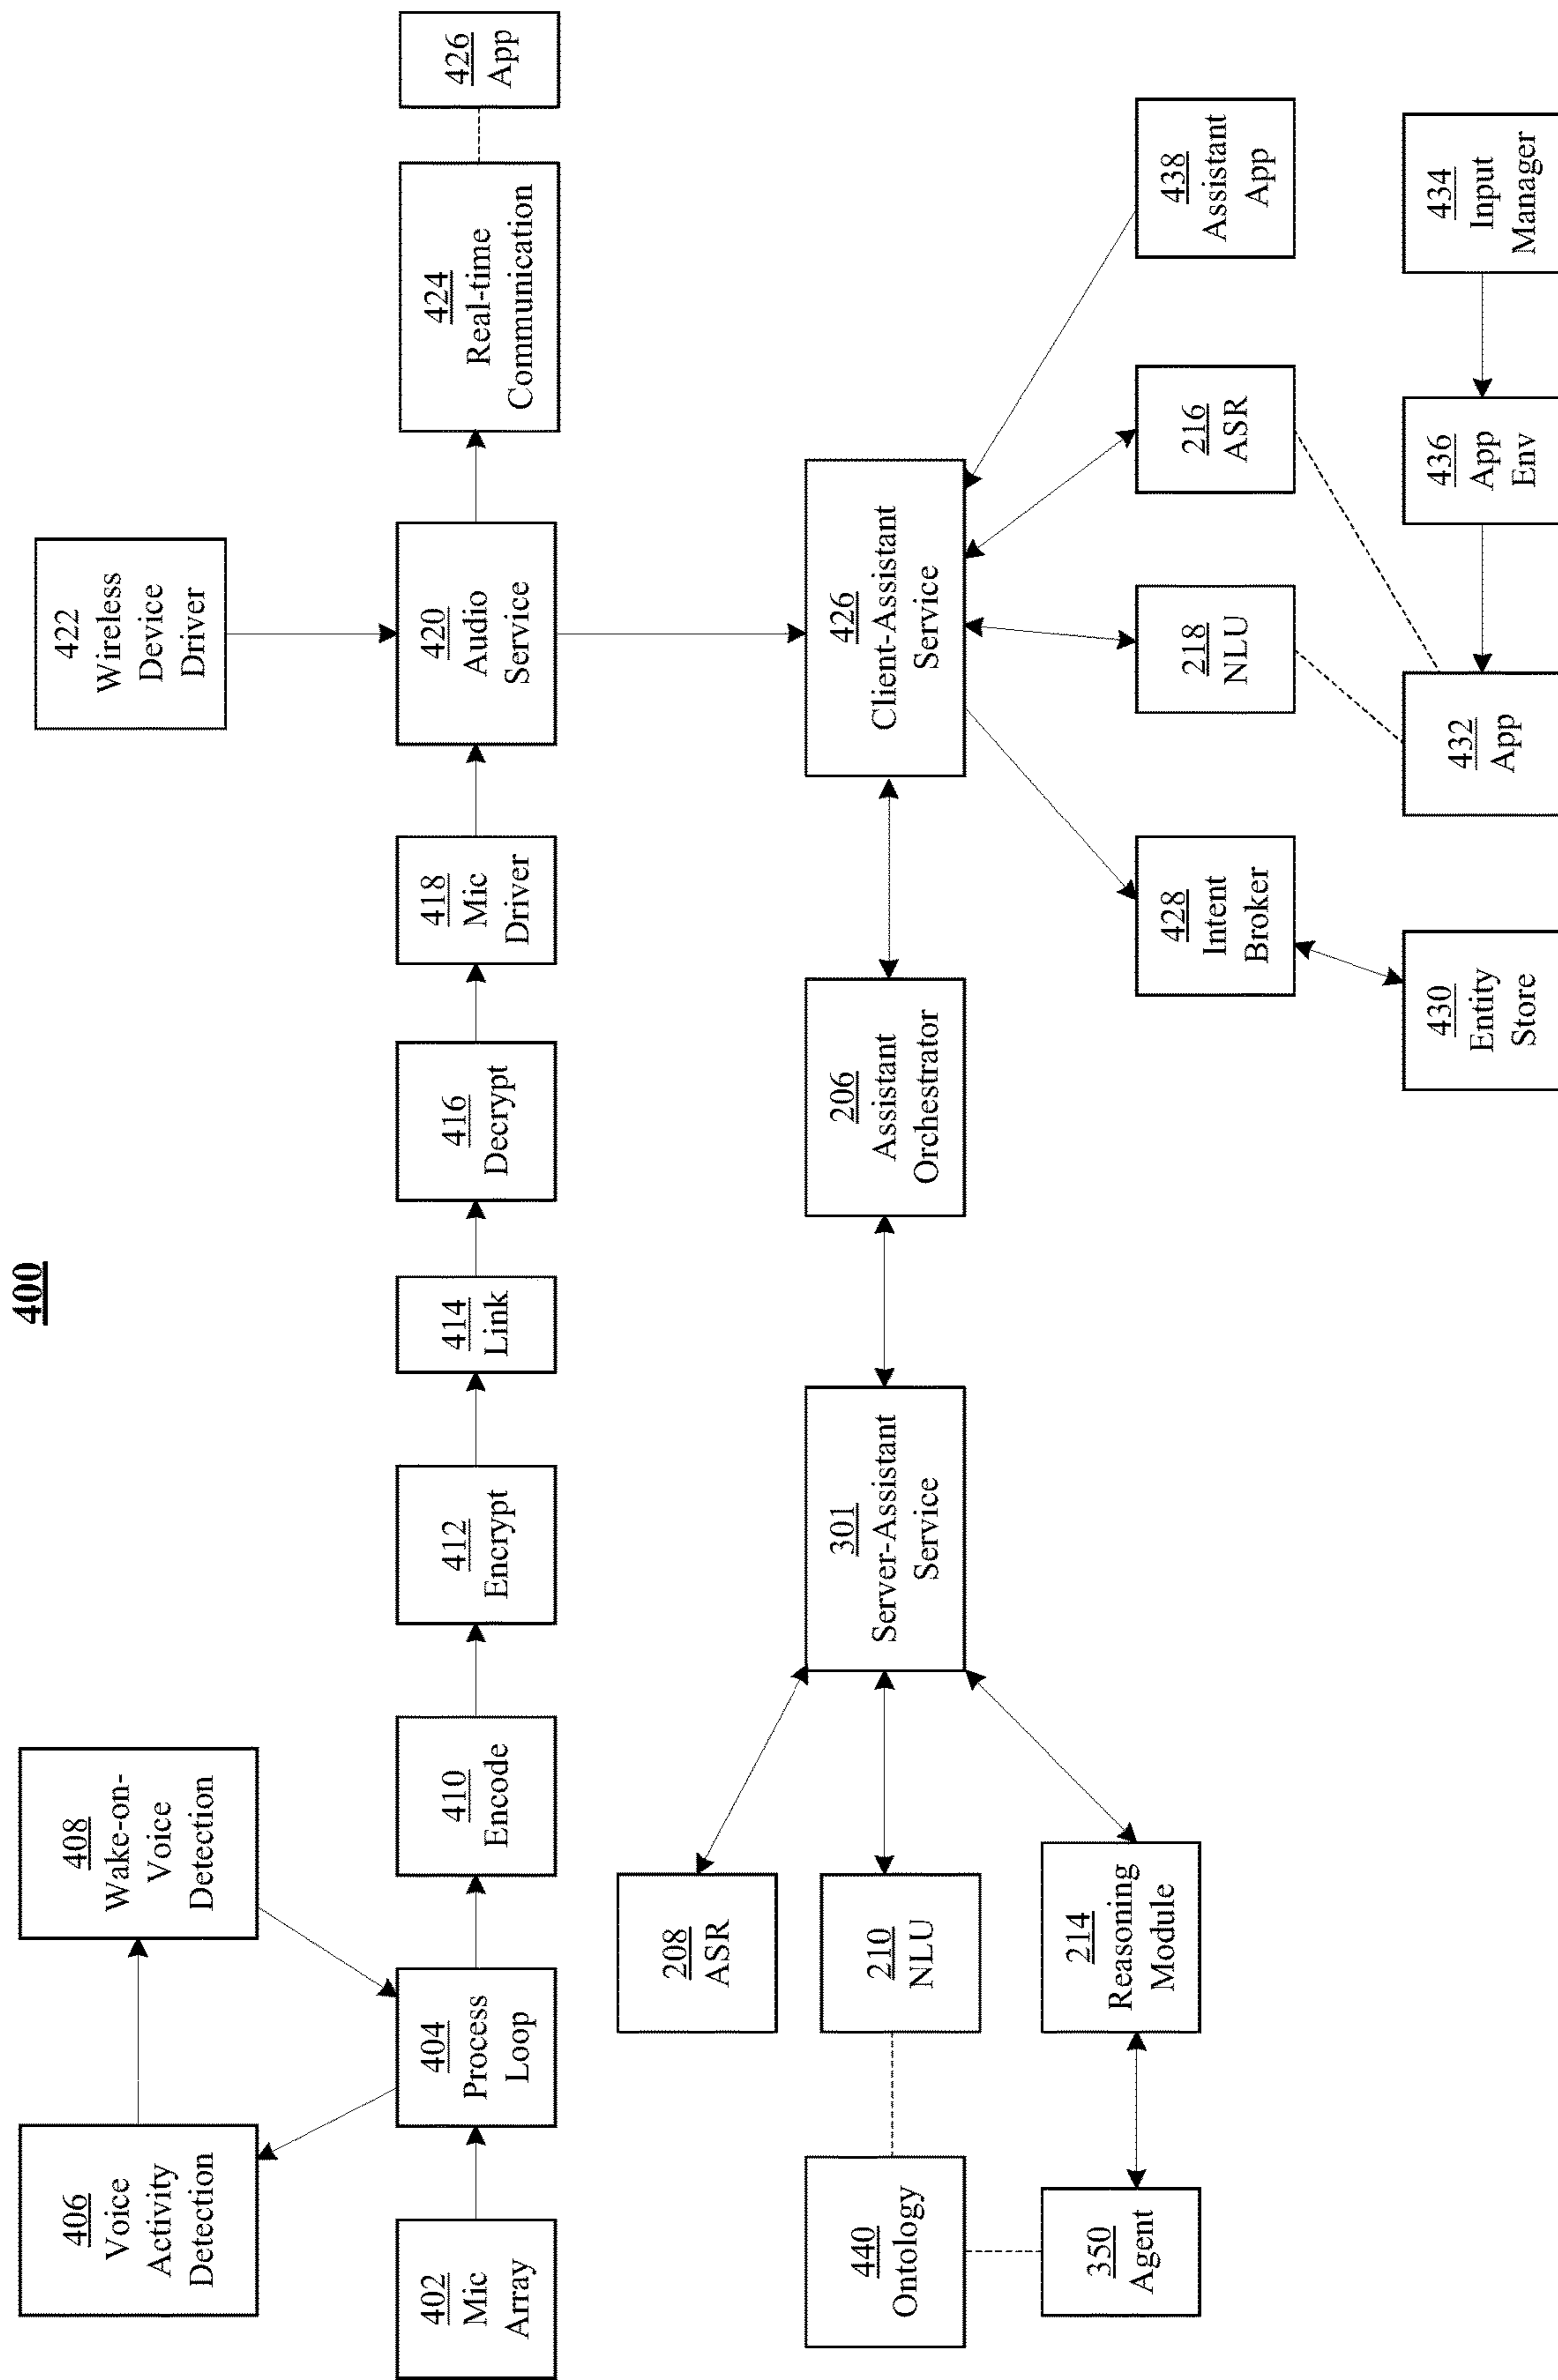 400
406
Voice
Activity
Detection
408
Wake-on-
Voice
Detection
422
Wireless
Device
Driver
402
Mic
Array
404
Process
Loop
410
Encode
412
Encrypt
414
Link
416
Decrypt
418
Mic
Driver
420
Audio
Service
424
Real-time
Communication
426
App
208
ASR
210
NLU
214
Reasoning
Module
440
Ontology
350
Agent
301
Server-Assistant
Service
206
Assistant
Orchestrator
426
Client-Assistant
Service
428
Intent
Broker
218
NLU
216
ASR
438
Assistant
App
430
Entity
Store
432
App
436
App
Env
434
Input
Manager